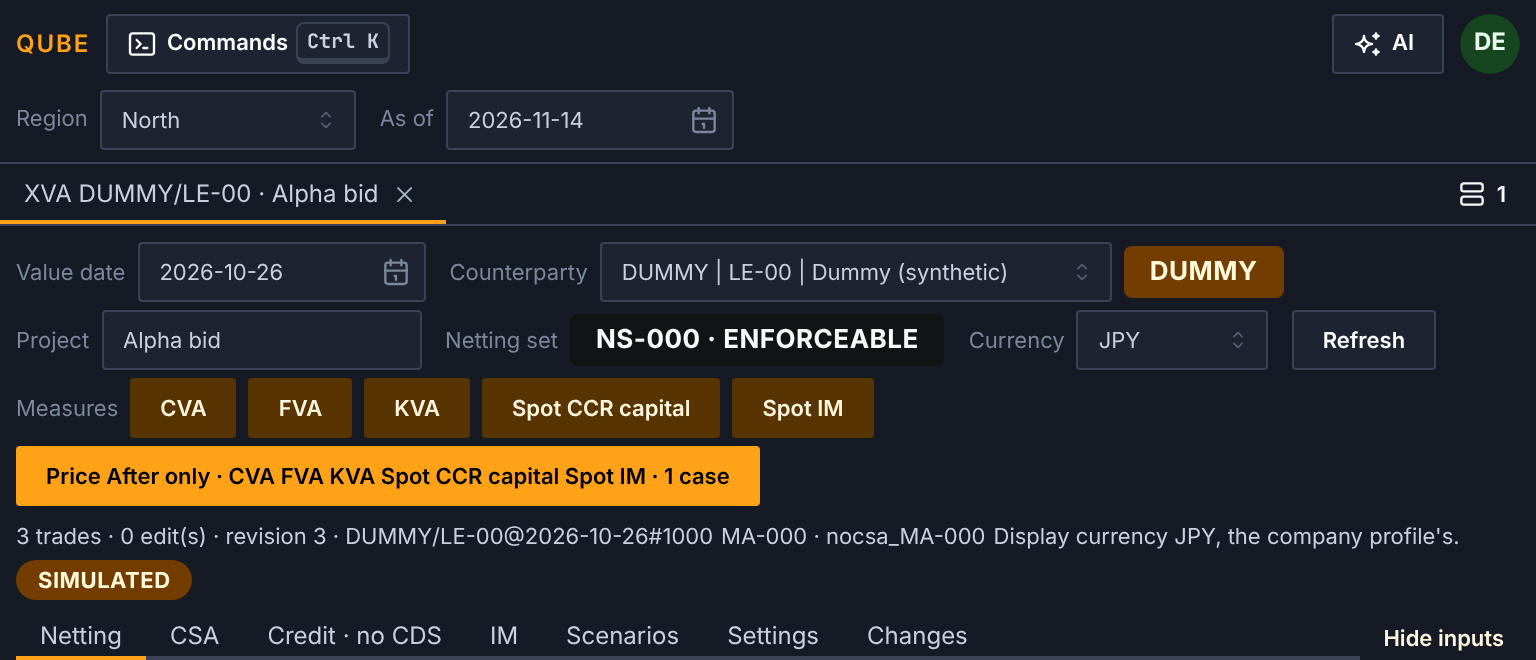 QUBE Commands Ctrl K AI DE
Region North As of 2026-11-14
XVA DUMMY/LE-00 · Alpha bid 1
Value date 2026-10-26 Counterparty DUMMY | LE-00 | Dummy (synthetic) DUMMY
Project Alpha bid Netting set NS-000 · ENFORCEABLE Currency JPY Refresh
Measures CVA FVA KVA Spot CCR capital Spot IM
Price After only · CVA FVA KVA Spot CCR capital Spot IM · 1 case
3 trades · 0 edit(s) · revision 3 · DUMMY/LE-00@2026-10-26#1000 MA-000 · nocsa_MA-000 Display currency JPY, the company profile's.
SIMULATED
Netting CSA Credit · no CDS IM Scenarios Settings Changes Hide inputs